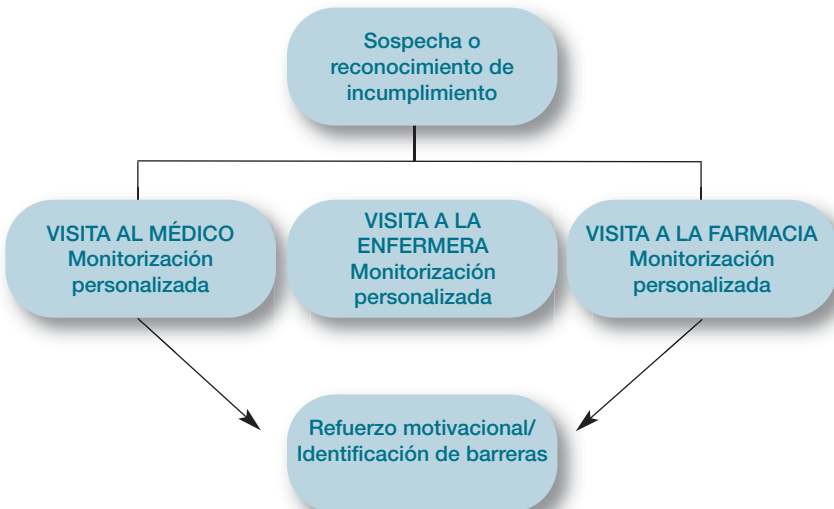 Sospecha o
reconocimiento de
incumplimiento
VISITA AL MÉDICO
Monitorización
personalizada
VISITA A LA
ENFERMERA
Monitorización
personalizada
VISITA A LA FARMACIA
Monitorización
personalizada
Refuerzo motivacional/
Identificación de barreras